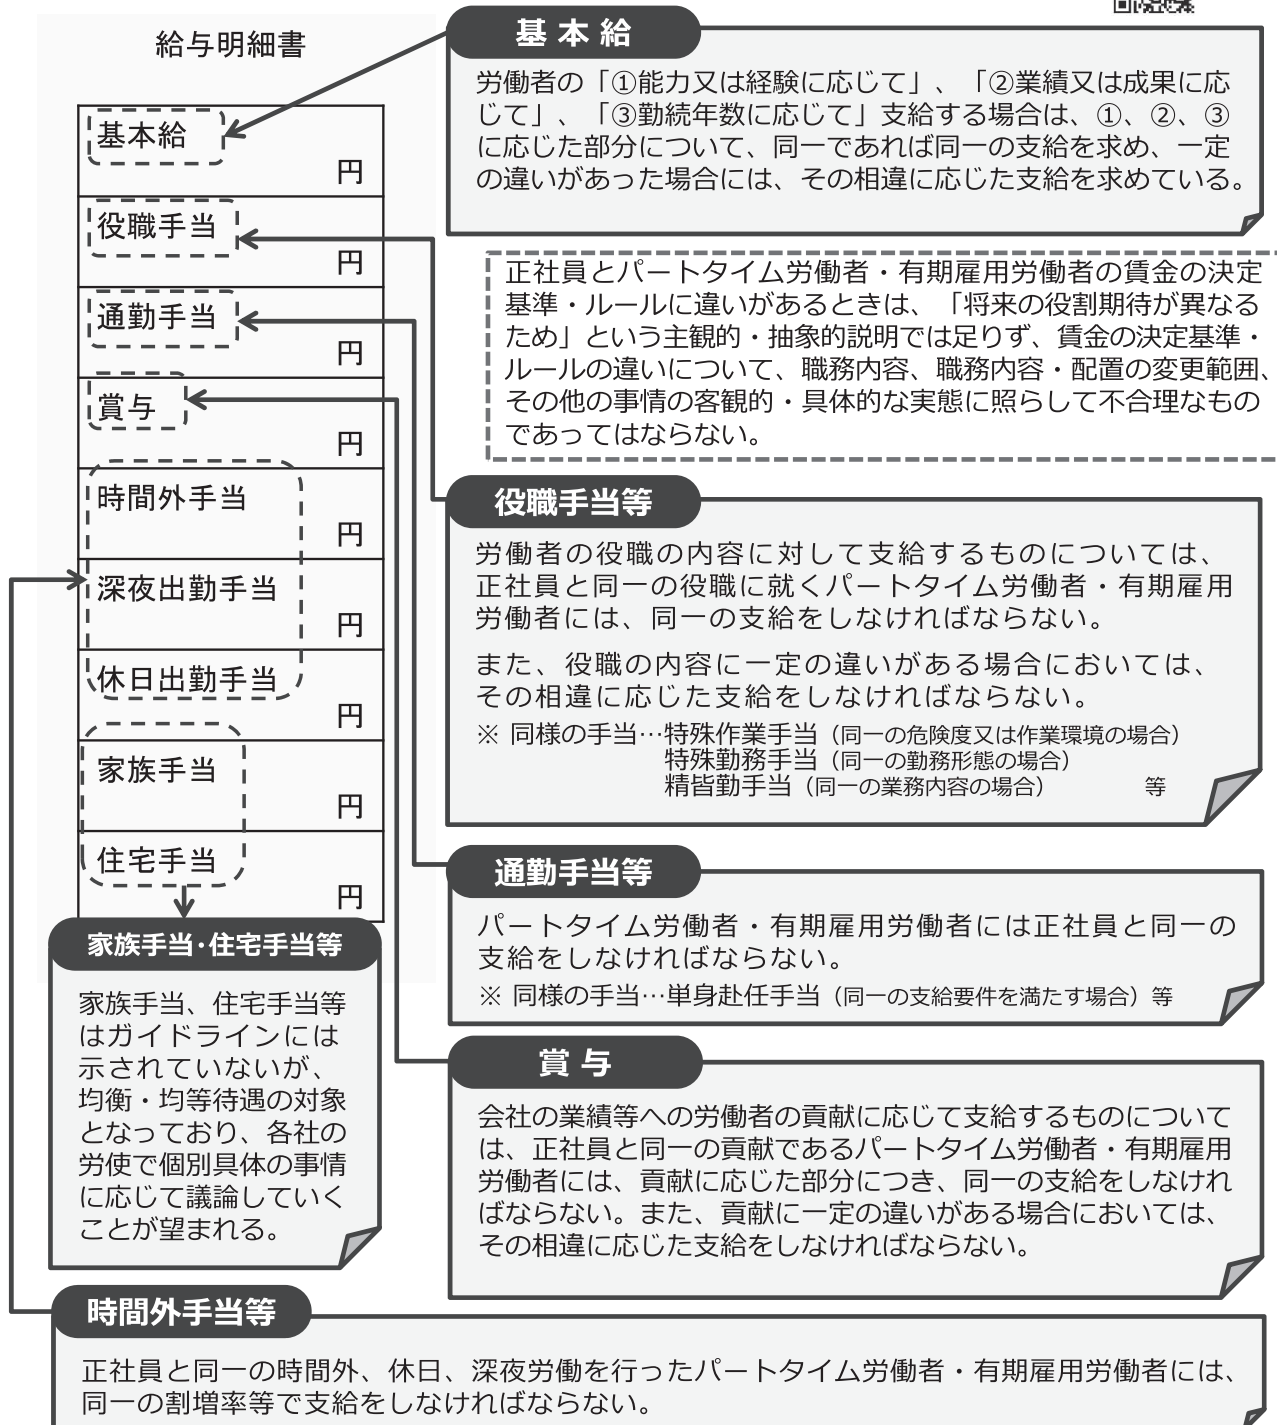 給与明細書
基本給
円
役職手当
円
通勤手当
円
賞与
円
時間外手当
円
深夜出勤手当
円
休日出勤手当
円
家族手当
円
住宅手当
円
基 本 給
労働者の「①能力又は経験に応じて」、「②業績又は成果に応
じて」、「③勤続年数に応じて」支給する場合は、①、②、③
に応じた部分について、同一であれば同一の支給を求め、一定
の違いがあった場合には、その相違に応じた支給を求めている。
正社員とパートタイム労働者・有期雇用労働者の賃金の決定
基準・ルールに違いがあるときは、「将来の役割期待が異なる
ため」という主観的・抽象的説明では足りず、賃金の決定基準・
ルールの違いについて、職務内容、職務内容・配置の変更範囲、
その他の事情の客観的・具体的な実態に照らして不合理なもの
であってはならない。
役職手当等
労働者の役職の内容に対して支給するものについては、
正社員と同一の役職に就くパートタイム労働者・有期雇用
労働者には、同一の支給をしなければならない。
また、役職の内容に一定の違いがある場合においては、
その相違に応じた支給をしなければならない。
※ 同様の手当…特殊作業手当（同一の危険度又は作業環境の場合）
特殊勤務手当（同一の勤務形態の場合）
精皆勤手当（同一の業務内容の場合） 等
通勤手当等
パートタイム労働者・有期雇用労働者には正社員と同一の
支給をしなければならない。
※ 同様の手当…単身赴任手当（同一の支給要件を満たす場合）等
賞 与
会社の業績等への労働者の貢献に応じて支給するものについて
は、正社員と同一の貢献であるパートタイム労働者・有期雇用
労働者には、貢献に応じた部分につき、同一の支給をしなけれ
ばならない。また、貢献に一定の違いがある場合においては、
その相違に応じた支給をしなければならない。
家族手当･住宅手当等
家族手当、住宅手当等
はガイドラインには
示されていないが、
均衡・均等待遇の対象
となっており、各社の
労使で個別具体の事情
に応じて議論していく
ことが望まれる。
時間外手当等
正社員と同一の時間外、休日、深夜労働を行ったパートタイム労働者・有期雇用労働者には、
同一の割増率等で支給をしなければならない。